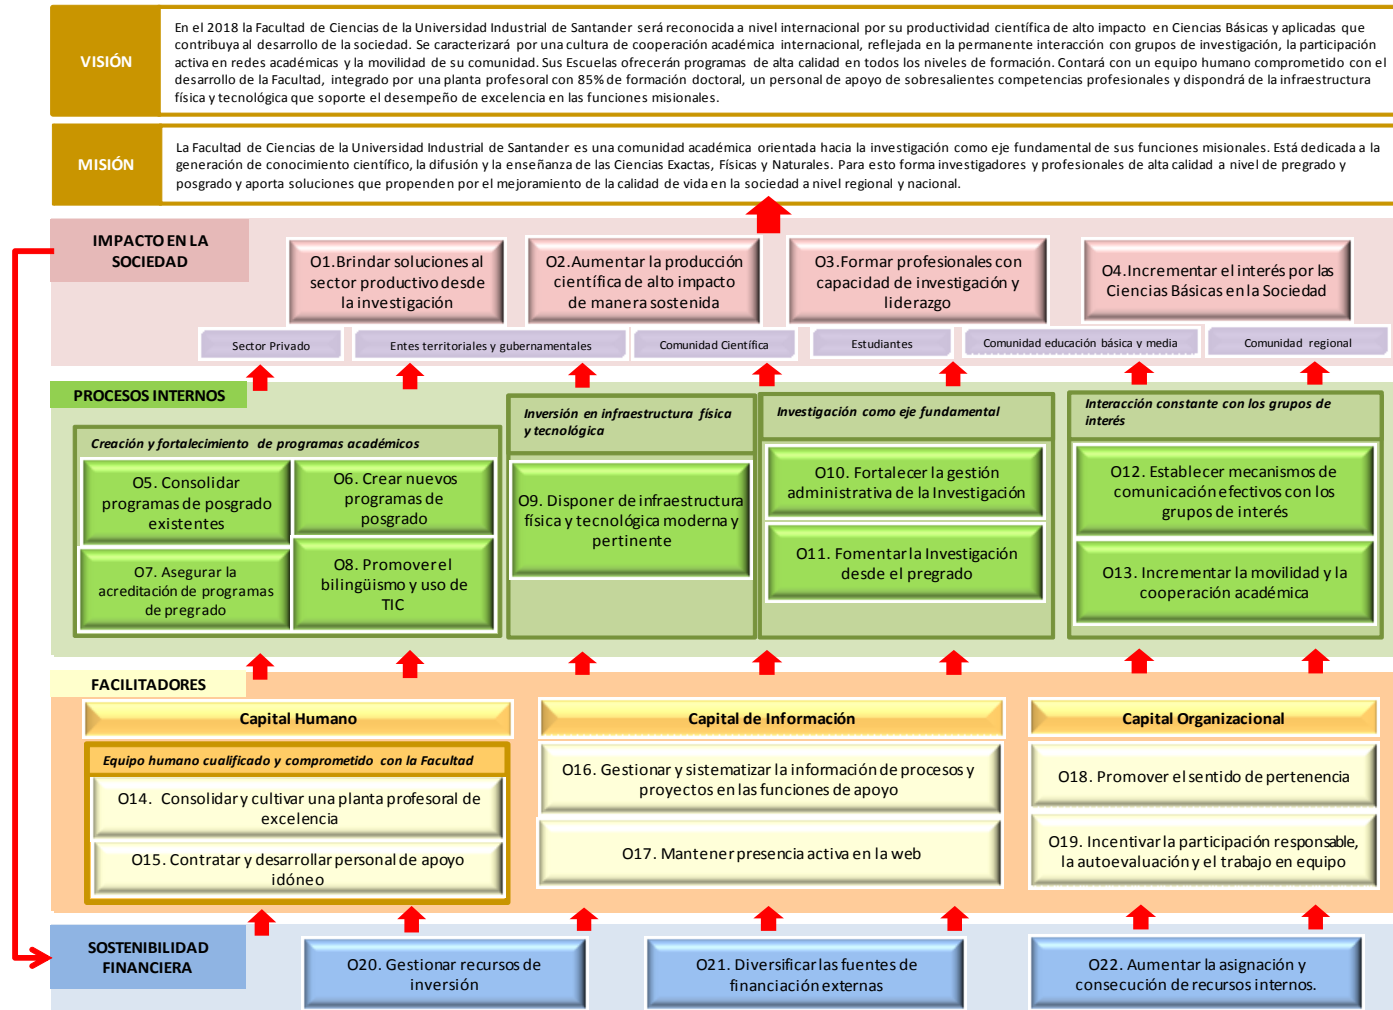 VISIÓN
En el 2018 la Facultad de Ciencias de la Universidad Industrial de Santander será reconocida a nivel internacional por su productividad científica de alto impacto en Ciencias Básicas y aplicadas que
contribuya al desarrollo de la sociedad. Se caracterizará por una cultura de cooperación académica internacional, reflejada en la permanente interacción con grupos de investigación, la participación
activa en redes académicas y la movilidad de su comunidad. Sus Escuelas ofrecerán programas de alta calidad en todos los niveles de formación. Contará con un equipo humano comprometido con el
desarrollo de la Facultad, integrado por una planta profesoral con 85% de formación doctoral, un personal de apoyo de sobresalientes competencias profesionales y dispondrá de la infraestructura
física y tecnológica que soporte el desempeño de excelencia en las funciones misionales.
MISIÓN
La Facultad de Ciencias de la Universidad Industrial de Santander es una comunidad académica orientada hacia la investigación como eje fundamental de sus funciones misionales. Está dedicada a la
generación de conocimiento científico, la difusión y la enseñanza de las Ciencias Exactas, Físicas y Naturales. Para esto forma investigadores y profesionales de alta calidad a nivel de pregrado y
posgrado y aporta soluciones que propenden por el mejoramiento de la calidad de vida en la sociedad a nivel regional y nacional.
IMPACTO EN LA
SOCIEDAD
O1.Brindar soluciones al
sector productivo desde
la investigación
O2.Aumentar la producción
científica de alto impacto
de manera sostenida
O3.Formar profesionales con
capacidad de investigación y
liderazgo
O4.Incrementar el interés por las
Ciencias Básicas en la Sociedad
Sector Privado
Entes territoriales y gubernamentales
Comunidad Científica
Estudiantes
Comunidad educación básica y media
Comunidad regional
PROCESOS INTERNOS
Creación y fortalecimiento de programas académicos
O5. Consolidar
programas de posgrado
existentes
O6. Crear nuevos
programas de
posgrado
O7. Asegurar la
acreditación de programas
de pregrado
O8. Promover el
bilingüismo y uso de
TIC
Inversión en infraestructura física
y tecnológica
O9. Disponer de infraestructura
física y tecnológica moderna y
pertinente
Investigación como eje fundamental
O10. Fortalecer la gestión
administrativa de la Investigación
O11. Fomentar la Investigación
desde el pregrado
Interacción constante con los grupos de
interés
O12. Establecer mecanismos de
comunicación efectivos con los
grupos de interés
O13. Incrementar la movilidad y la
cooperación académica
FACILITADORES
Capital Humano
Equipo humano cualificado y comprometido con la Facultad
O14. Consolidar y cultivar una planta profesoral de
excelencia
O15. Contratar y desarrollar personal de apoyo
idóneo
Capital de Información
O16. Gestionar y sistematizar la información de procesos y
proyectos en las funciones de apoyo
O17. Mantener presencia activa en la web
Capital Organizacional
O18. Promover el sentido de pertenencia
O19. Incentivar la participación responsable,
la autoevaluación y el trabajo en equipo
SOSTENIBILIDAD
FINANCIERA
O20. Gestionar recursos de
inversión
O21. Diversificar las fuentes de
financiación externas
O22. Aumentar la asignación y
consecución de recursos internos.